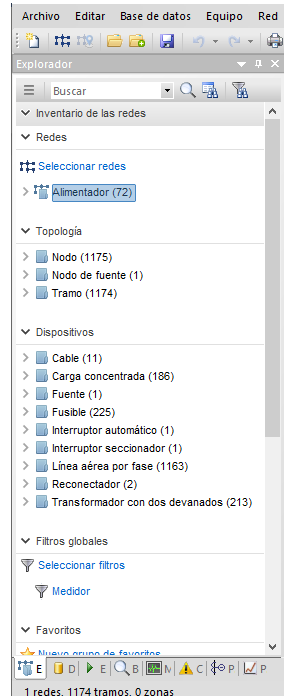 Archivo Editar Base de datos Equipo Red
Explorador
Buscar
Inventario de las redes
Redes
Seleccionar redes
Alimentador (72)
Topología
Nodo (1175)
Nodo de fuente (1)
Tramo (1174)
Dispositivos
Cable (11)
Carga concentrada (186)
Fuente (1)
Fusible (225)
Interruptor automático (1)
Interruptor seccionador (1)
Línea aérea por fase (1163)
Reconectador (2)
Transformador con dos devanados (213)
Filtros globales
Seleccionar filtros
Medidor
Favoritos
Nuevo grupo de favoritos
E D E B M A C P P
1 redes, 1174 tramos, 0 zonas